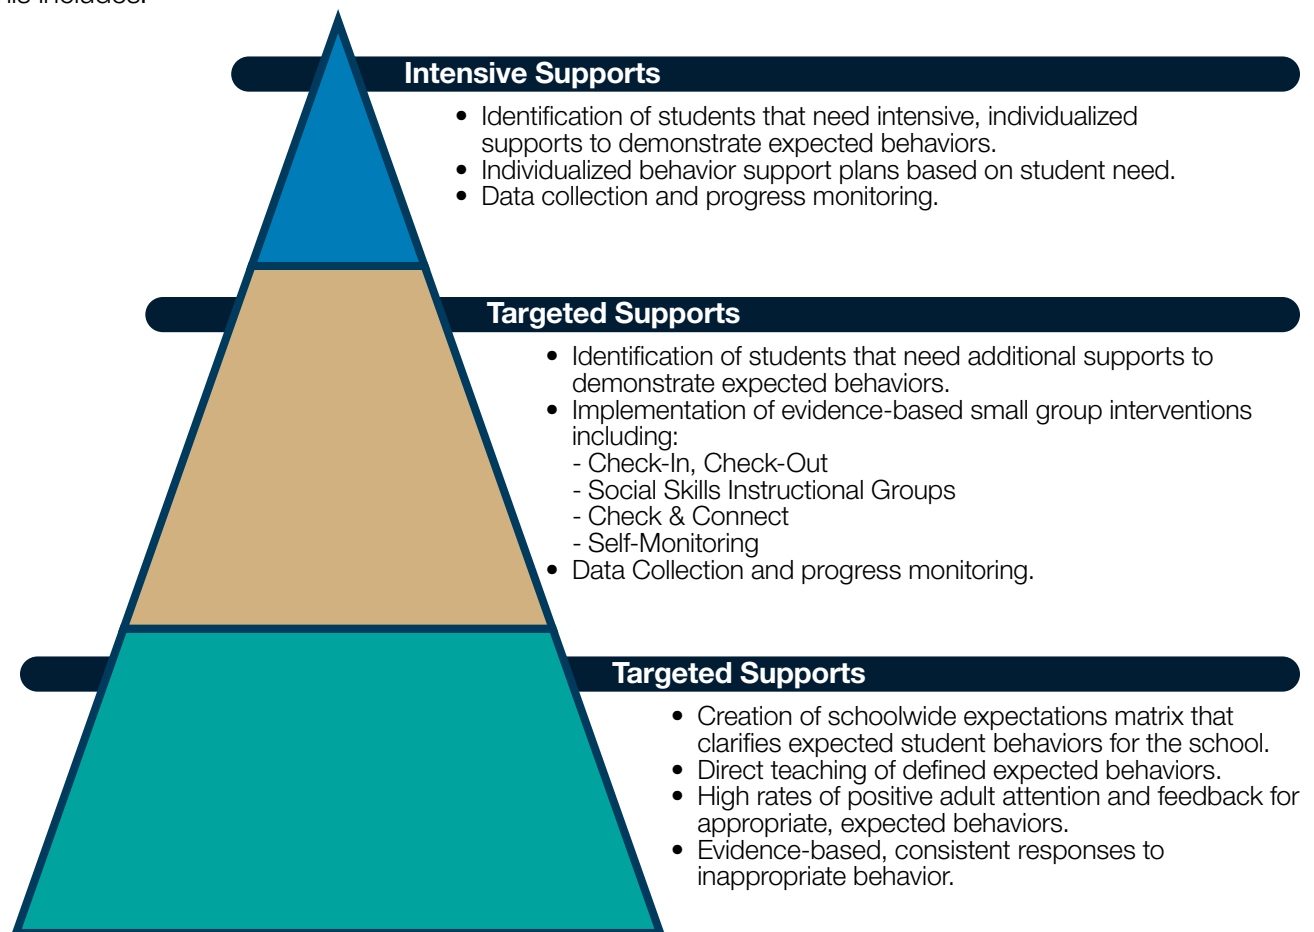 his includes:
Intensive Supports
• Identification of students that need intensive, individualized
supports to demonstrate expected behaviors.
• Individualized behavior support plans based on student need.
• Data collection and progress monitoring.
Targeted Supports
• Identification of students that need additional supports to
demonstrate expected behaviors.
• Implementation of evidence-based small group interventions
including:
- Check-In, Check-Out
- Social Skills Instructional Groups
- Check & Connect
- Self-Monitoring
• Data Collection and progress monitoring.
Targeted Supports
• Creation of schoolwide expectations matrix that
clarifies expected student behaviors for the school.
• Direct teaching of defined expected behaviors.
• High rates of positive adult attention and feedback for
appropriate, expected behaviors.
• Evidence-based, consistent responses to
inappropriate behavior.